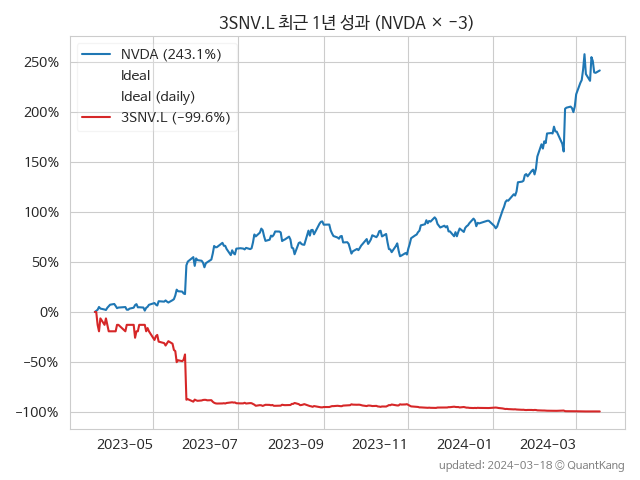 3SNV.L 최근 1년 성과 (NVDA × −3)
NVDA (243.1%)
Ideal
Ideal (daily)
3SNV.L (−99.6%)
250%
200%
150%
100%
50%
0%
−50%
−100%
2023−05
2023−07
2023−09
2023−11
2024−01
2024−03
updated: 2024-03-18 © QuantKang